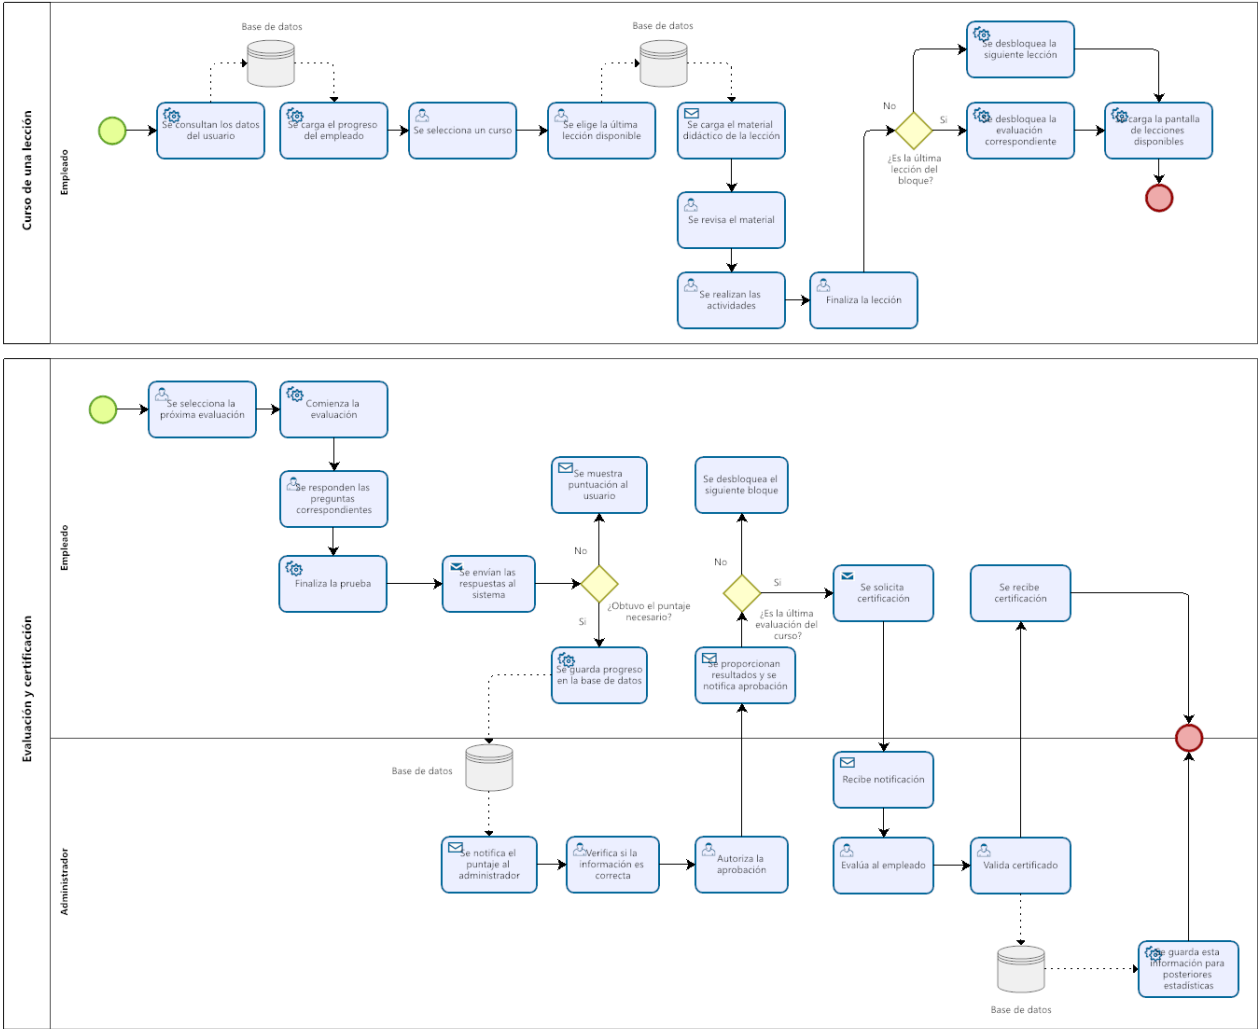 Curso de una lección
Empleado
Base de datos
Base de datos
Se consultan los datos
del usuario
Se carga el progreso
del empleado
Se selecciona un curso
Se elige la última
lección disponible
Se carga el material
didáctico de la lección
Se revisa el material
Se realizan las
actividades
Finaliza la lección
No
Si
¿Es la última
lección del
bloque?
Se desbloquea la
siguiente lección
Se desbloquea la
evaluación
correspondiente
Se carga la pantalla
de lecciones
disponibles
Evaluación y certificación
Empleado
Se selecciona la
próxima evaluación
Comienza la
evaluación
Se responden las
preguntas
correspondientes
Finaliza la prueba
Se envían las
respuestas al
sistema
Se muestra
puntuación al
usuario
No
¿Obtuvo el puntaje
necesario?
Si
Se guarda progreso
en la base de datos
Se desbloquea el
siguiente bloque
No
Si
¿Es la última
evaluación del
curso?
Se proporcionan
resultados y se
notifica aprobación
Se solicita
certificación
Se recibe
certificación
Administrador
Base de datos
Se notifica el
puntaje al
administrador
Verifica si la
información es
correcta
Autoriza la
aprobación
Recibe notificación
Evalúa al empleado
Valida certificado
Base de datos
Se guarda esta
información para
posteriores
estadísticas